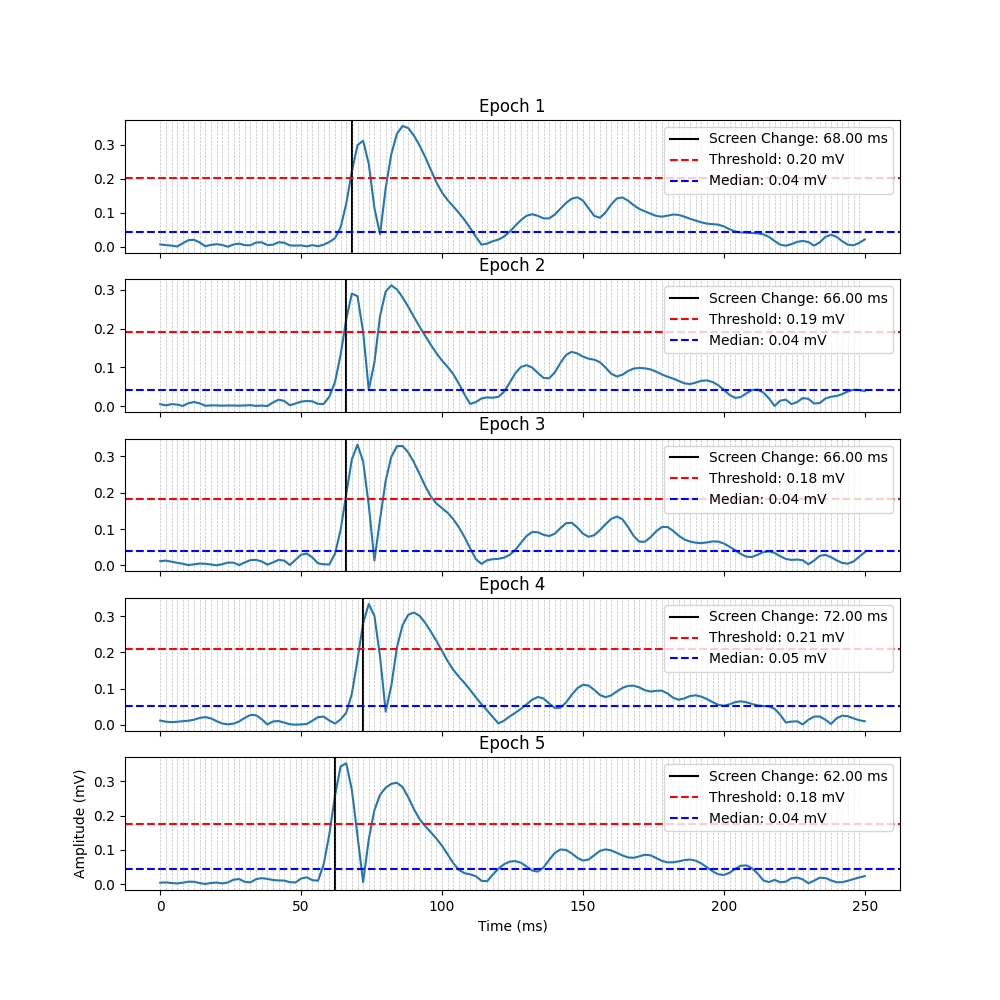 Epoch 1
0.3
0.2
0.1
0.0
Screen Change: 68.00 ms
Threshold: 0.20 mV
Median: 0.04 mV
Epoch 2
0.3
0.2
0.1
0.0
Screen Change: 66.00 ms
Threshold: 0.19 mV
Median: 0.04 mV
Epoch 3
0.3
0.2
0.1
0.0
Screen Change: 66.00 ms
Threshold: 0.18 mV
Median: 0.04 mV
Epoch 4
0.3
0.2
0.1
0.0
Screen Change: 72.00 ms
Threshold: 0.21 mV
Median: 0.05 mV
Epoch 5
Amplitude (mV)
0.3
0.2
0.1
0.0
Screen Change: 62.00 ms
Threshold: 0.18 mV
Median: 0.04 mV
0 50 100 150 200 250
Time (ms)